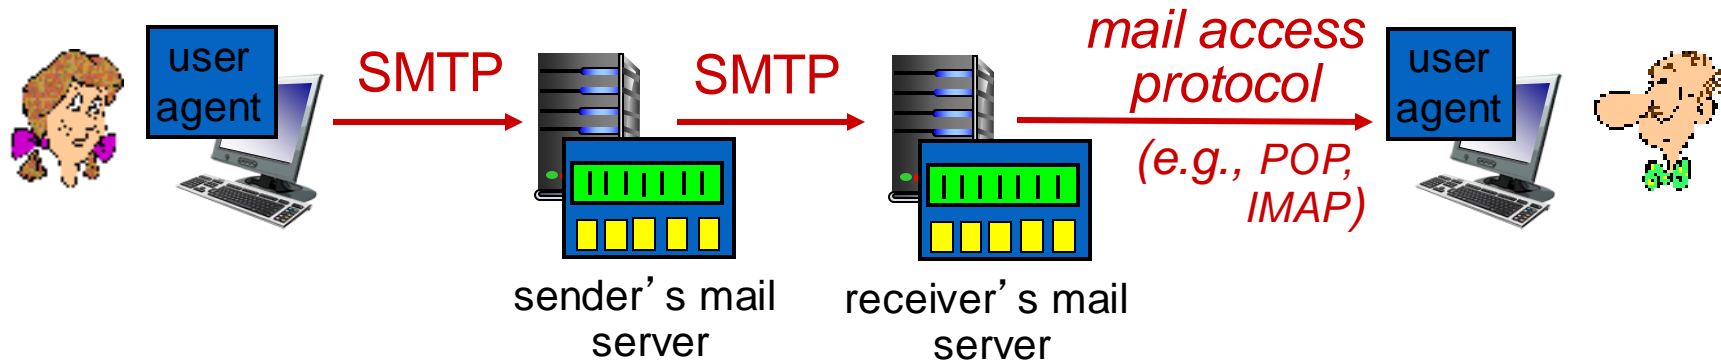 user
agent
SMTP
SMTP
mail access
protocol
(e.g., POP,
IMAP)
user
agent
sender’s mail
server
receiver’s mail
server